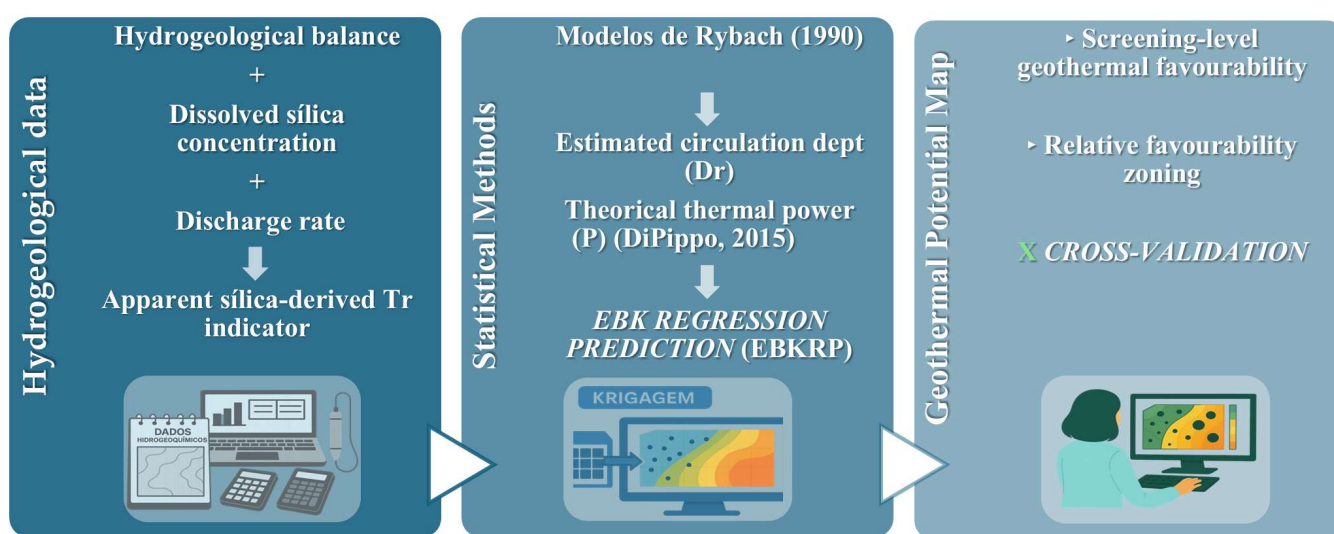 Hydrogeological data
Hydrogeological balance
+
Dissolved sílica
concentration
+
Discharge rate
Apparent sílica-derived Tr
indicator
DADOS
HIDROGEOQUÍMICOS
Statistical Methods
Modelos de Rybach (1990)
Estimated circulation dept
(Dr)
Theorical thermal power
(P) (DiPippo, 2015)
EBK REGRESSION
PREDICTION (EBKRP)
KRIGAGEM
Geothermal Potential Map
‣ Screening-level
geothermal favourability
‣ Relative favourability
zoning
X CROSS-VALIDATION